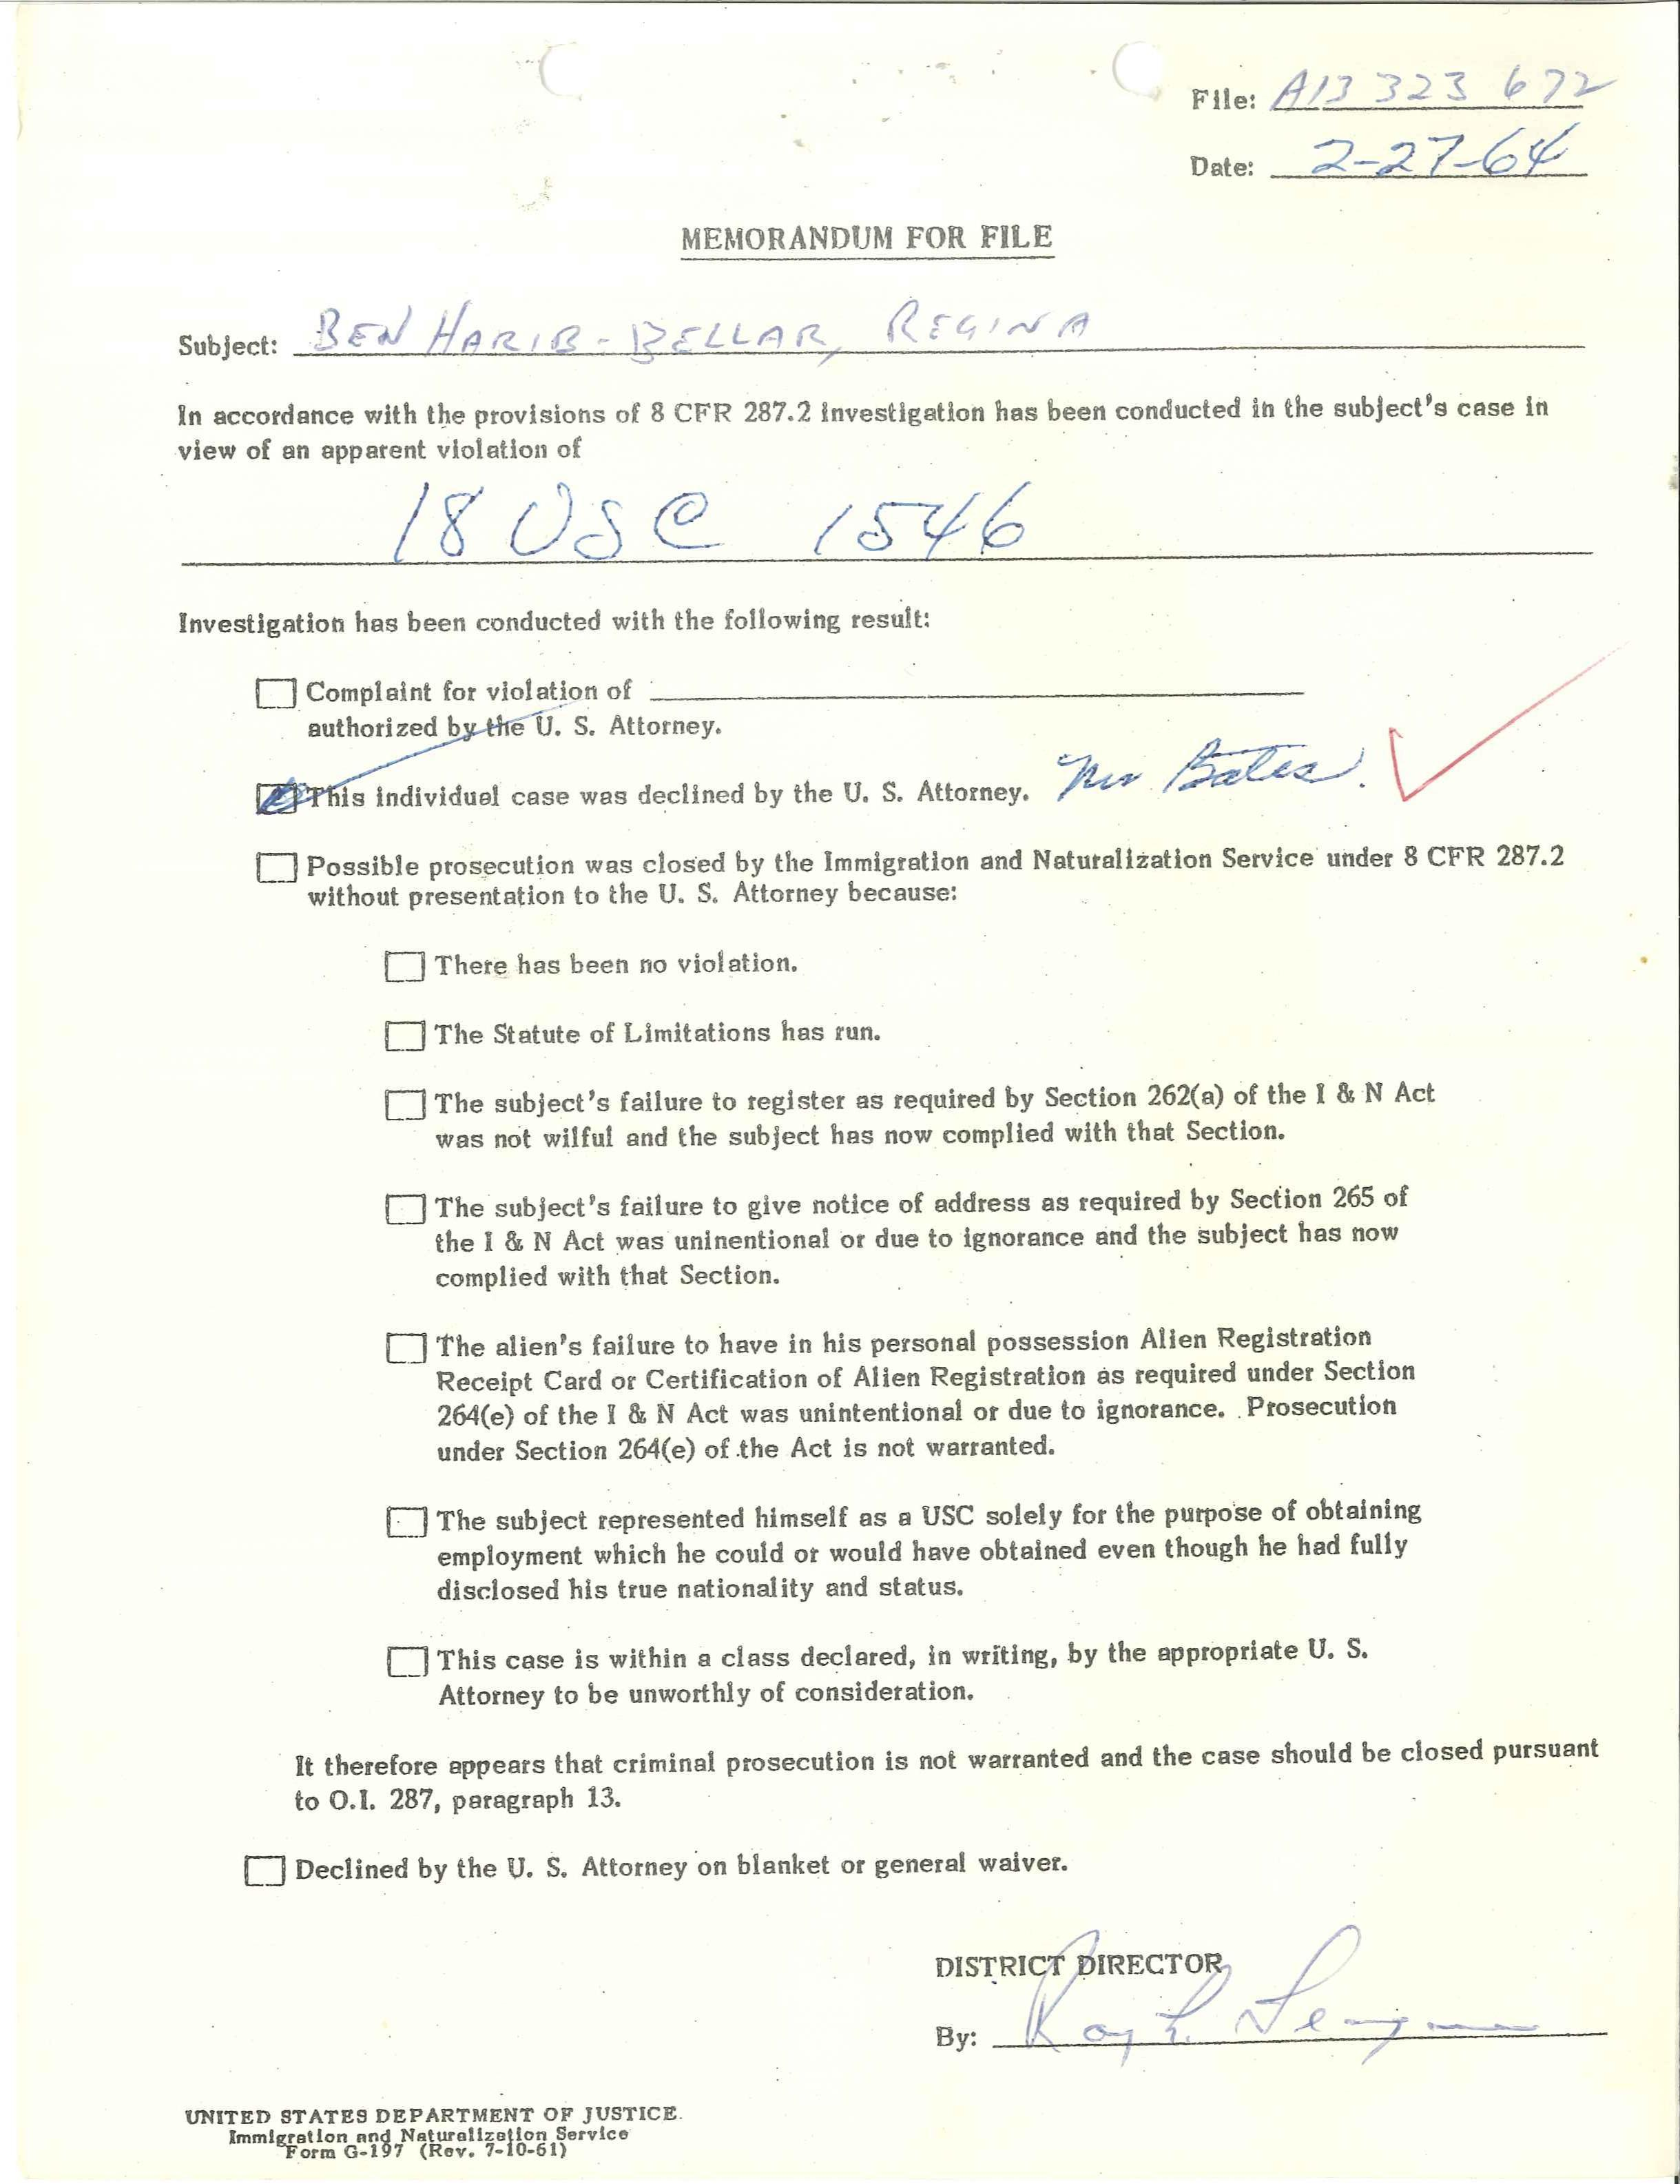 File: A13 323 672
Date: 2-27-64
MEMORANDUM FOR FILE
Subject: BEN HARIB-BELLAR, REGINA
In accordance with the provisions of 8 CFR 287.2 investigation has been conducted in the subject's case in
view of an apparent violation of
18 USC 1546
Investigation has been conducted with the following result:
Complaint for violation of
authorized by the U. S. Attorney.
This individual case was declined by the U. S. Attorney. Mr Bates.
Possible prosecution was closed by the Immigration and Naturalization Service under 8 CFR 287.2
without presentation to the U. S. Attorney because:
There has been no violation.
The Statute of Limitations has run.
The subject's failure to register as required by Section 262(a) of the I & N Act
was not wilful and the subject has now complied with that Section.
The subject's failure to give notice of address as required by Section 265 of
the I & N Act was uninentional or due to ignorance and the subject has now
complied with that Section.
The alien's failure to have in his personal possession Alien Registration
Receipt Card or Certification of Alien Registration as required under Section
264(e) of the I & N Act was unintentional or due to ignorance. Prosecution
under Section 264(e) of the Act is not warranted.
The subject represented himself as a USC solely for the purpose of obtaining
employment which he could or would have obtained even though he had fully
disclosed his true nationality and status.
This case is within a class declared, in writing, by the appropriate U. S.
Attorney to be unworthly of consideration.
It therefore appears that criminal prosecution is not warranted and the case should be closed pursuant
to O.I. 287, paragraph 13.
Declined by the U. S. Attorney on blanket or general waiver.
DISTRICT DIRECTOR
By: Roy L.
UNITED STATES DEPARTMENT OF JUSTICE
Immigration and Naturalization Service
Form G-197 (Rev. 7-10-61)